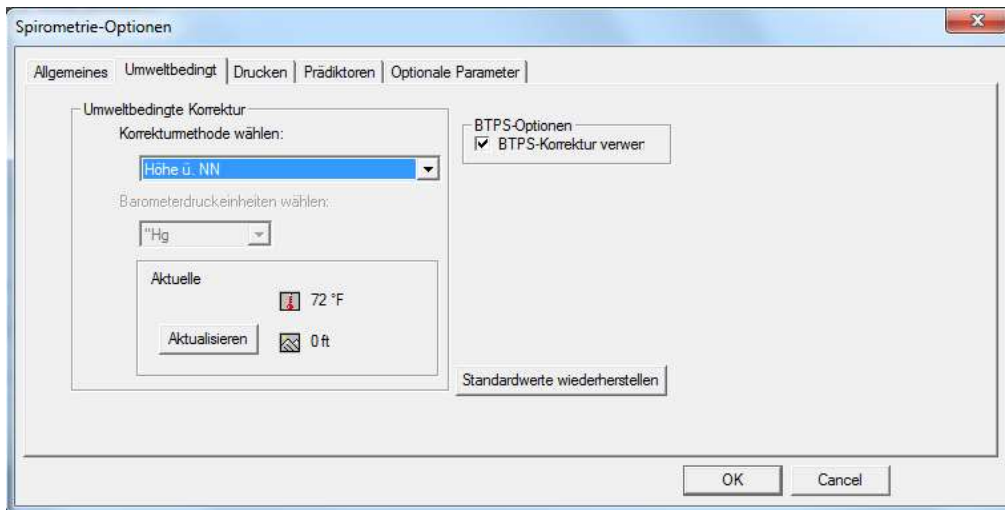 Spirometrie-Optionen
Allgemeines Umweltbedingt Drucken Prädiktoren Optionale Parameter
Umweltbedingte Korrektur
Korrekturmethode wählen:
Höhe ü. NN
Barometerdruckeinheiten wählen:
"Hg
Aktuelle
72 °F
Aktualisieren
0 ft
BTPS-Optionen
BTPS-Korrektur verwer
Standardwerte wiederherstellen
OK Cancel